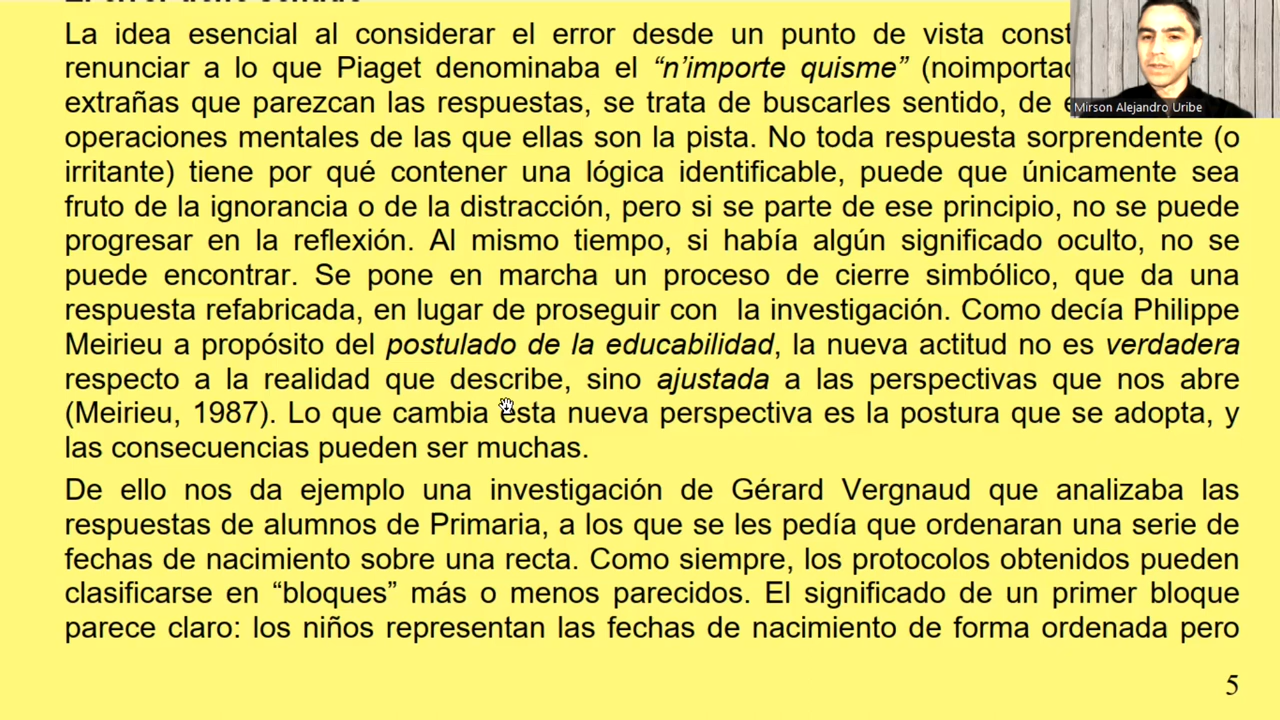 La idea esencial al considerar el error desde un punto de vista const
renunciar a lo que Piaget denominaba el “n’importe quisme” (noimportac
extrañas que parezcan las respuestas, se trata de buscarles sentido, de e
Mirson Alejandro Uribe
operaciones mentales de las que ellas son la pista. No toda respuesta sorprendente (o
irritante) tiene por qué contener una lógica identificable, puede que únicamente sea
fruto de la ignorancia o de la distracción, pero si se parte de ese principio, no se puede
progresar en la reflexión. Al mismo tiempo, si había algún significado oculto, no se
puede encontrar. Se pone en marcha un proceso de cierre simbólico, que da una
respuesta refabricada, en lugar de proseguir con  la investigación. Como decía Philippe
Meirieu a propósito del postulado de la educabilidad, la nueva actitud no es verdadera
respecto a la realidad que describe, sino ajustada a las perspectivas que nos abre
(Meirieu, 1987). Lo que cambia esta nueva perspectiva es la postura que se adopta, y
las consecuencias pueden ser muchas.
De ello nos da ejemplo una investigación de Gérard Vergnaud que analizaba las
respuestas de alumnos de Primaria, a los que se les pedía que ordenaran una serie de
fechas de nacimiento sobre una recta. Como siempre, los protocolos obtenidos pueden
clasificarse en “bloques” más o menos parecidos. El significado de un primer bloque
parece claro: los niños representan las fechas de nacimiento de forma ordenada pero
5